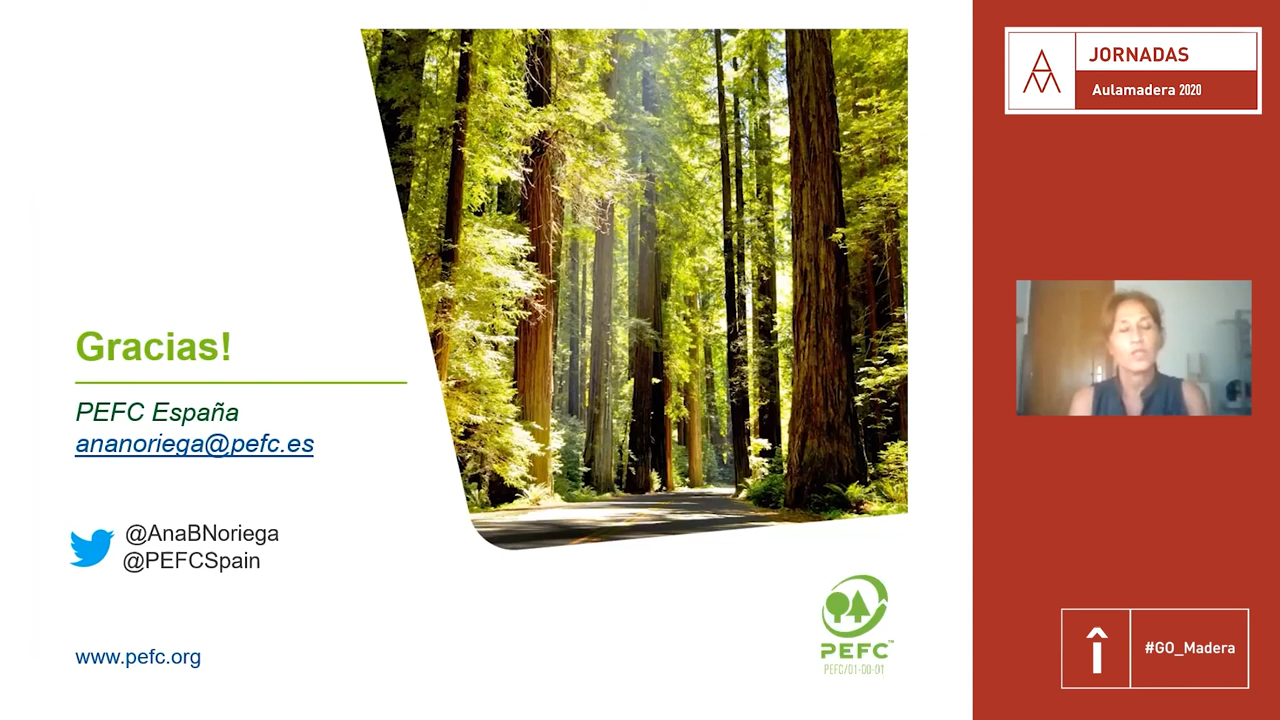 Gracias!
PEFC España
ananoriega@pefc.es
@AnaBNoriega
@PEFCSpain
www.pefc.org
PEFC™
PEFC/01-00-01
JORNADAS
Aulamadera 2020
#GO_Madera